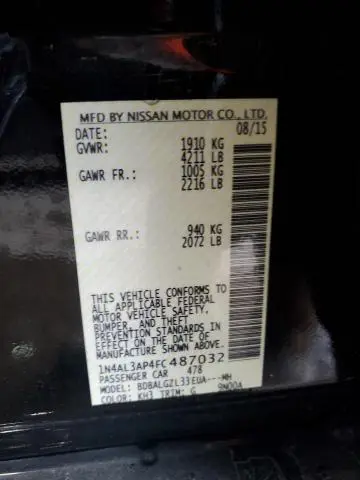 MFD BY NISSAN MOTOR CO., LTD.
DATE: 08/15
GVWR: 1910 KG
4211 LB
GAWR FR.: 1005 KG
2216 LB
GAWR RR.: 940 KG
2072 LB
THIS VEHICLE CONFORMS TO
ALL APPLICABLE FEDERAL
MOTOR VEHICLE SAFETY,
BUMPER, AND THEFT
PREVENTION STANDARDS IN
EFFECT ON THE DATE OF
MANUFACTURE SHOWN ABOVE.
1N4AL3AP4FC487032
PASSENGER CAR 478
MODEL: BDBALGZL33EUA---MH
COLOR: KH3 TRIM: G 9N00A